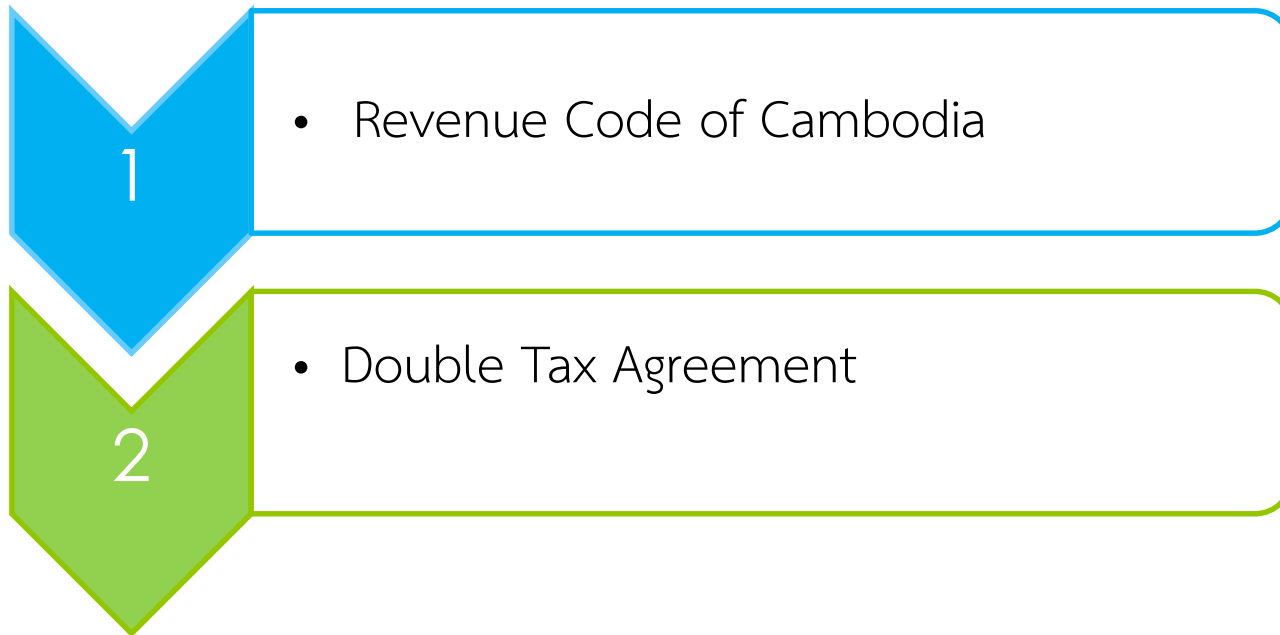 1
• Revenue Code of Cambodia
2
• Double Tax Agreement